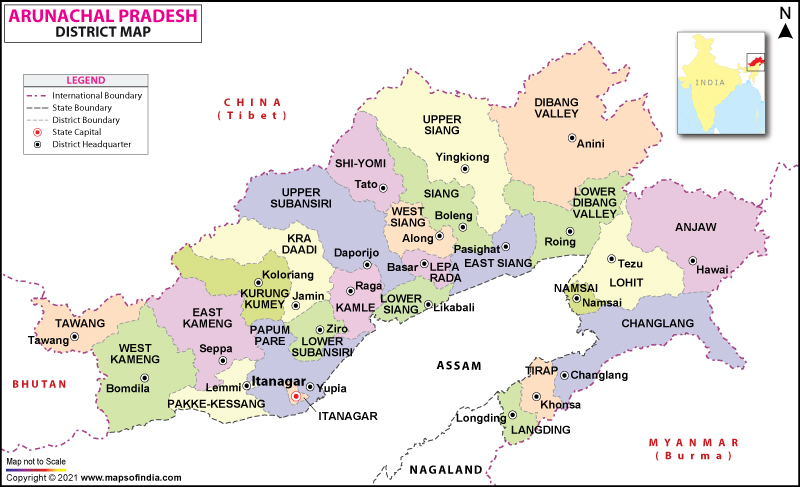 ARUNACHAL PRADESH
DISTRICT MAP
LEGEND
International Boundary
State Boundary
District Boundary
State Capital
District Headquarter
N
INDIA
CHINA
(Tibet)
DIBANG
VALLEY
Anini
UPPER
SIANG
Yingkiong
SHI-YOMI
Tato
SIANG
Boleng
LOWER
DIBANG
VALLEY
Roing
UPPER
SUBANSIRI
Daporijo
WEST
SIANG
Along
Pasighat
EAST SIANG
ANJAW
Hawai
KRA
DAADI
Tezu
LOHIT
Basar
LEPA
RADA
Koloriang
KURUNG
KUMEY
Jamin
Raga
KAMLE
LOWER
SIANG
Likabali
NAMSAI
Namsai
EAST
KAMENG
Seppa
TAWANG
Tawang
WEST
KAMENG
Bomdila
PAPUM
PARE
Ziro
LOWER
SUBANSIRI
CHANGLANG
Changlang
ASSAM
TIRAP
Khonsa
Lemmi
Itanagar
Yupia
PAKKE-KESSANG
ITANAGAR
BHUTAN
Longding
LANGDING
MYANMAR
(Burma)
NAGALAND
Map not to Scale
Copyright © 2021 www.mapsofindia.com